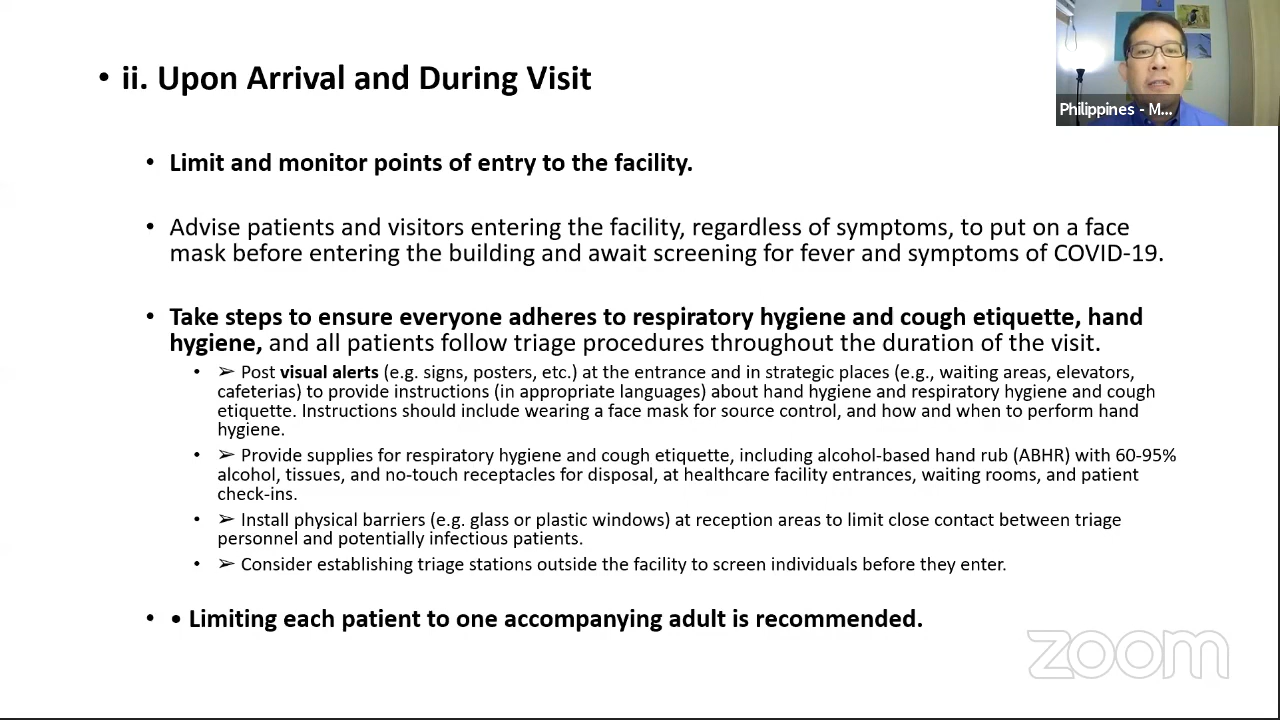 • ii. Upon Arrival and During Visit
Philippines - M...
• Limit and monitor points of entry to the facility.
• Advise patients and visitors entering the facility, regardless of symptoms, to put on a face
mask before entering the building and await screening for fever and symptoms of COVID-19.
• Take steps to ensure everyone adheres to respiratory hygiene and cough etiquette, hand
hygiene, and all patients follow triage procedures throughout the duration of the visit.
• ➢ Post visual alerts (e.g. signs, posters, etc.) at the entrance and in strategic places (e.g., waiting areas, elevators,
cafeterias) to provide instructions (in appropriate languages) about hand hygiene and respiratory hygiene and cough
etiquette. Instructions should include wearing a face mask for source control, and how and when to perform hand
hygiene.
• ➢ Provide supplies for respiratory hygiene and cough etiquette, including alcohol-based hand rub (ABHR) with 60-95%
alcohol, tissues, and no-touch receptacles for disposal, at healthcare facility entrances, waiting rooms, and patient
check-ins.
• ➢ Install physical barriers (e.g. glass or plastic windows) at reception areas to limit close contact between triage
personnel and potentially infectious patients.
• ➢ Consider establishing triage stations outside the facility to screen individuals before they enter.
• • Limiting each patient to one accompanying adult is recommended.
zoom